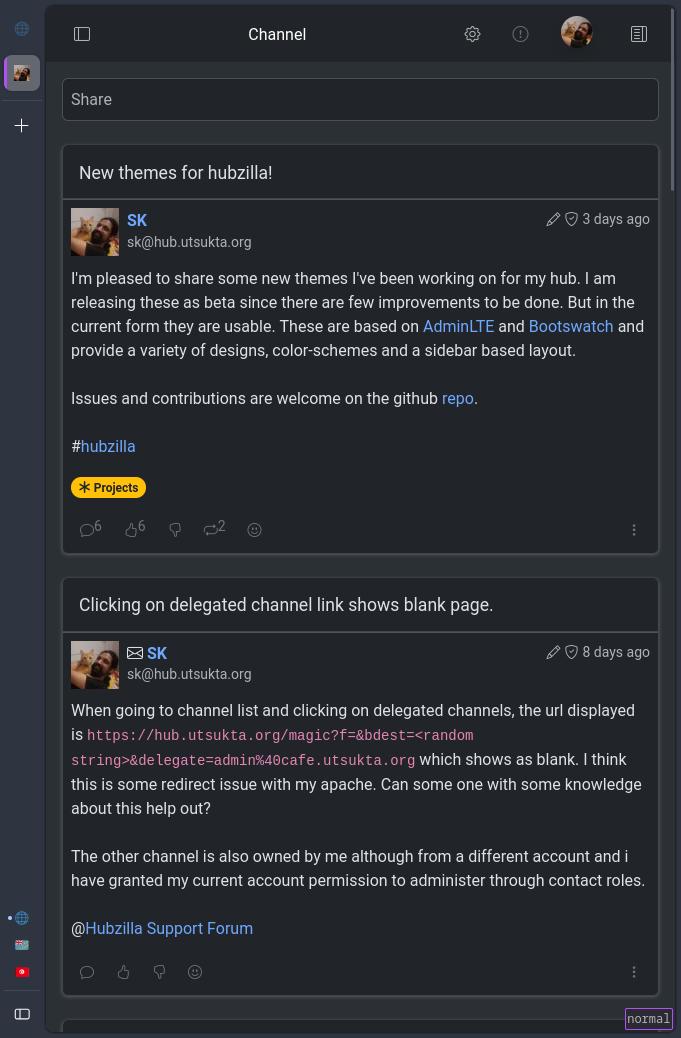 Channel
Share
New themes for hubzilla!
SK
3 days ago
sk@hub.utsukta.org
I'm pleased to share some new themes I've been working on for my hub. I am
releasing these as beta since there are few improvements to be done. But in the
current form they are usable. These are based on AdminLTE and Bootswatch and
provide a variety of designs, color-schemes and a sidebar based layout.
Issues and contributions are welcome on the github repo.
#hubzilla
Projects
6 6 2
Clicking on delegated channel link shows blank page.
SK
8 days ago
sk@hub.utsukta.org
When going to channel list and clicking on delegated channels, the url displayed
is https://hub.utsukta.org/magic?f=&bdest=<random
string>&delegate=admin%40cafe.utsukta.org which shows as blank. I think
this is some redirect issue with my apache. Can some one with some knowledge
about this help out?
The other channel is also owned by me although from a different account and i
have granted my current account permission to administer through contact roles.
@Hubzilla Support Forum
normal